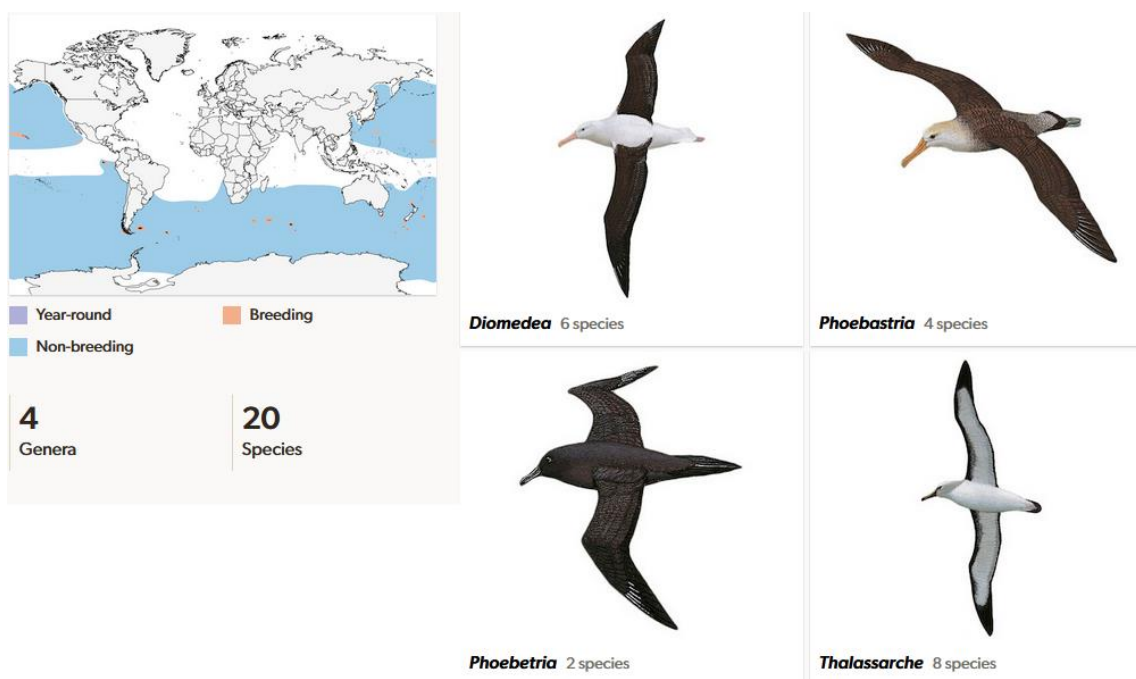 Year-round
Breeding
Non-breeding
4
Genera
20
Species
Diomedea 6 species
Phoebastria 4 species
Phoebetria 2 species
Thalassarche 8 species